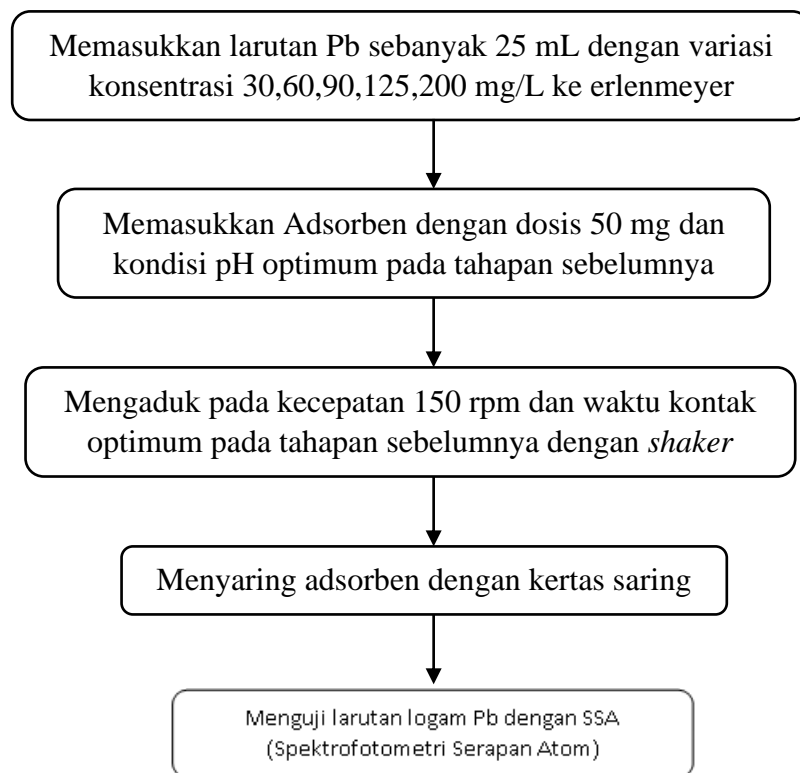 Memasukkan larutan Pb sebanyak 25 mL dengan variasi
konsentrasi 30,60,90,125,200 mg/L ke erlenmeyer
Memasukkan Adsorben dengan dosis 50 mg dan
kondisi pH optimum pada tahapan sebelumnya
Mengaduk pada kecepatan 150 rpm dan waktu kontak
optimum pada tahapan sebelumnya dengan shaker
Menyaring adsorben dengan kertas saring
Menguji larutan logam Pb dengan SSA
(Spektrofotometri Serapan Atom)